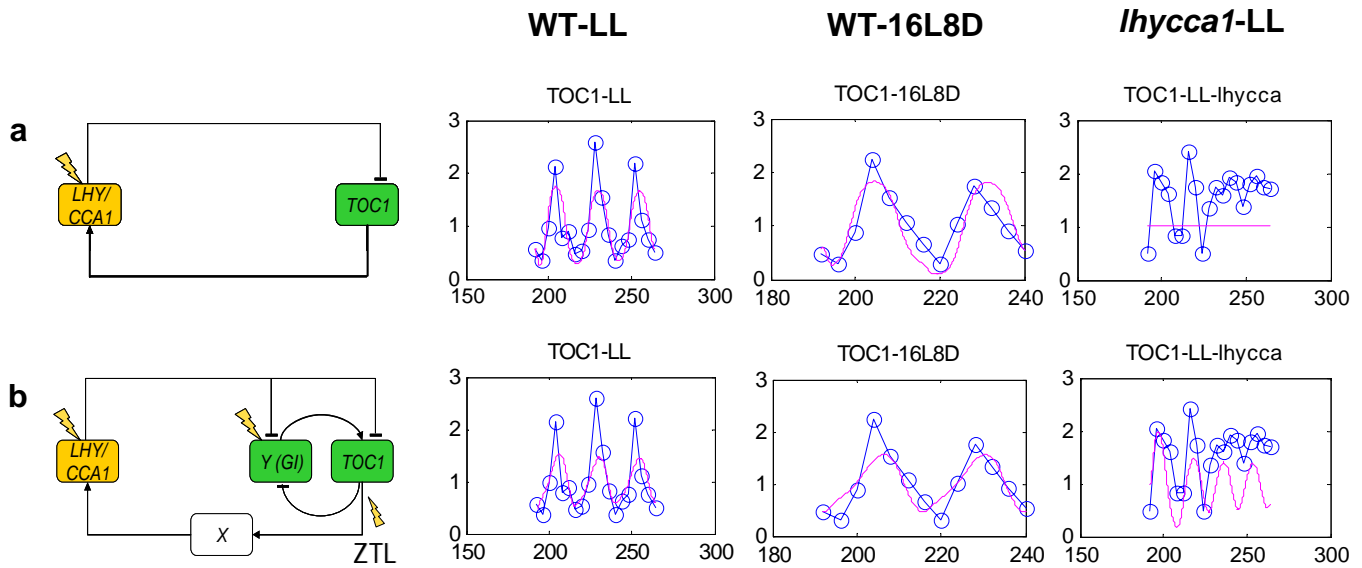 WT-LL
WT-16L8D
lhycca1-LL
a
LHY/
CCA1
TOC1
TOC1-LL
3
2
1
0
150
200
250
300
TOC1-16L8D
3
2
1
0
180
200
220
240
TOC1-LL-lhycca
3
2
1
0
150
200
250
300
b
LHY/
CCA1
Y (GI)
TOC1
X
ZTL
TOC1-LL
3
2
1
0
150
200
250
300
TOC1-16L8D
3
2
1
0
180
200
220
240
TOC1-LL-lhycca
3
2
1
0
150
200
250
300